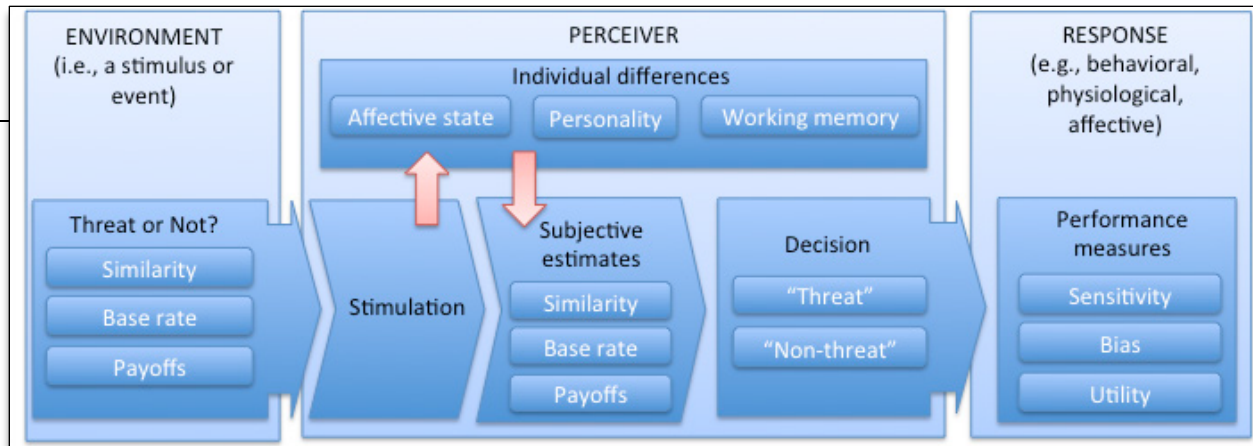 ENVIRONMENT
(i.e., a stimulus or
event)
Threat or Not?
Similarity
Base rate
Payoffs
PERCEIVER
Individual differences
Affective state
Personality
Working memory
Stimulation
Subjective
estimates
Similarity
Base rate
Payoffs
Decision
“Threat”
“Non-threat”
RESPONSE
(e.g., behavioral,
physiological,
affective)
Performance
measures
Sensitivity
Bias
Utility